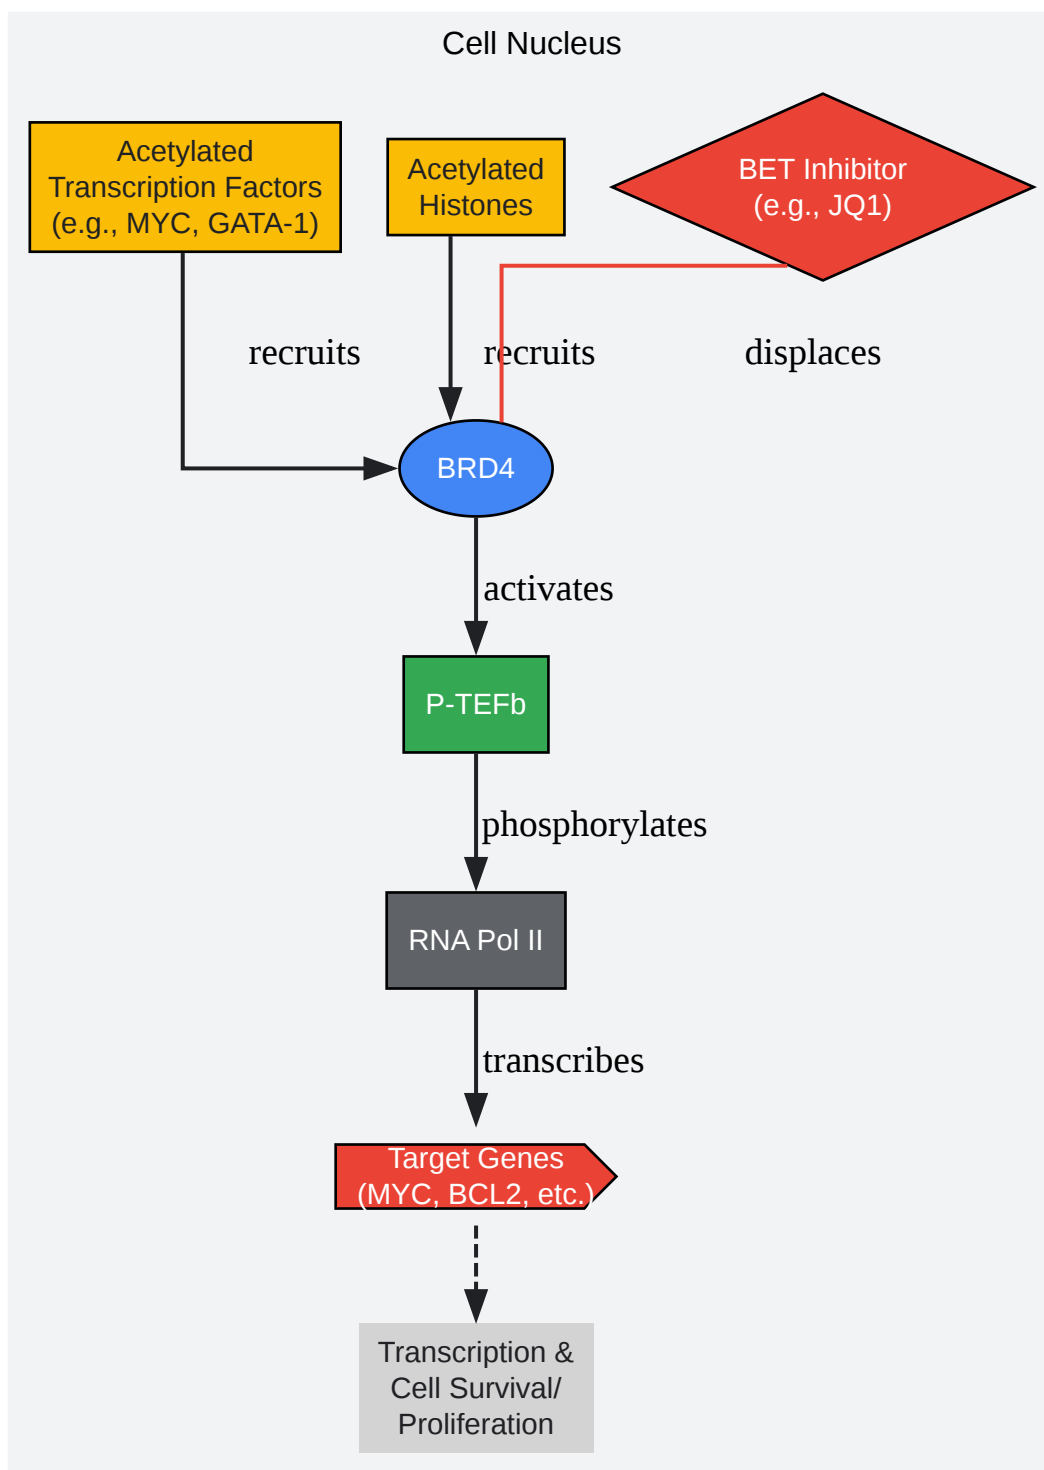 Cell Nucleus
Acetylated
Transcription Factors
(e.g., MYC, GATA-1)
Acetylated
Histones
BET Inhibitor
(e.g., JQ1)
recruits
recruits
displaces
BRD4
activates
P-TEFb
phosphorylates
RNA Pol II
transcribes
Target Genes
(MYC, BCL2, etc.)
Transcription &
Cell Survival/
Proliferation